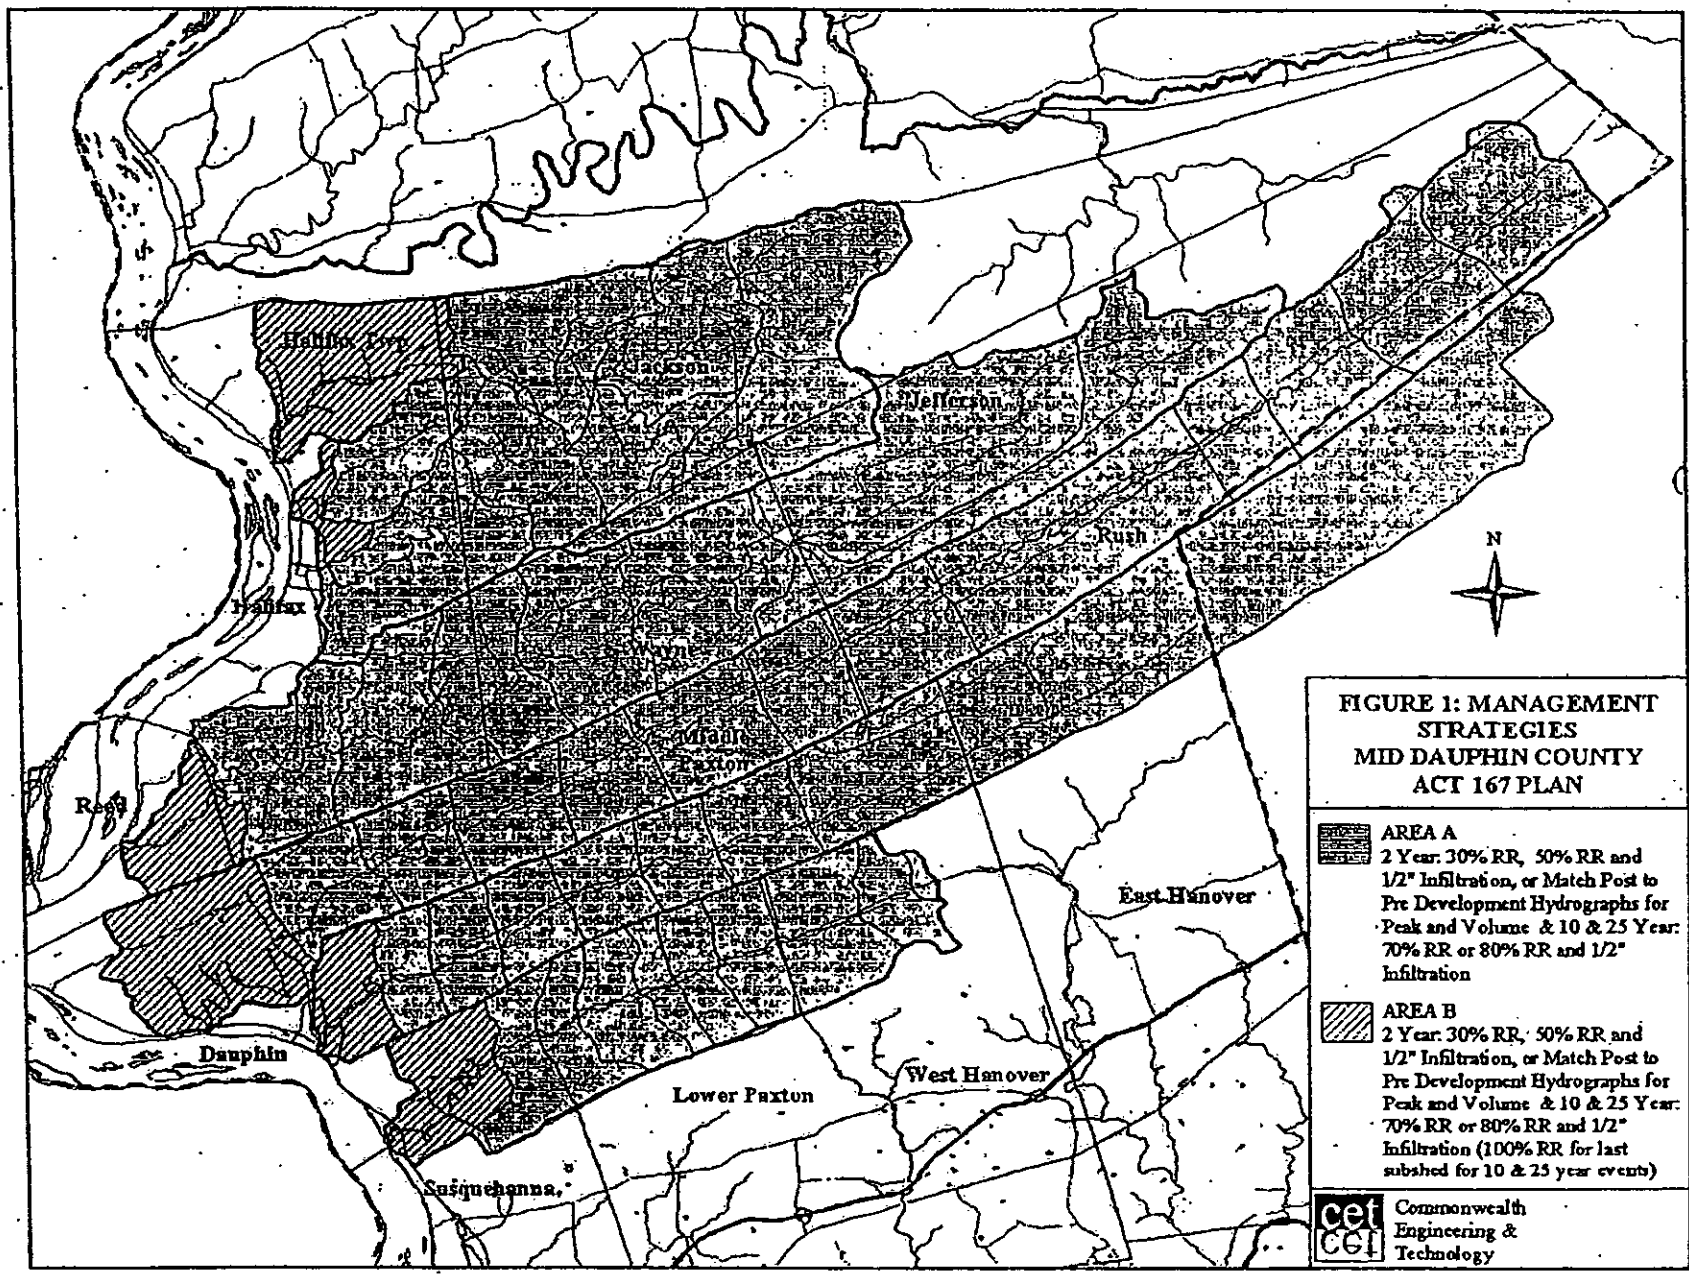 Halifax Twp
Jackson
Jefferson
Rush
N
Halifax
Wayne
Middle
Paxton
Reed
East Hanover
Dauphin
West Hanover
Lower Paxton
Susquehanna
FIGURE 1: MANAGEMENT
STRATEGIES
MID DAUPHIN COUNTY
ACT 167 PLAN
AREA A
2 Year: 30% RR, 50% RR and
1/2" Infiltration, or Match Post to
Pre Development Hydrographs for
Peak and Volume & 10 & 25 Year:
70% RR or 80% RR and 1/2"
Infiltration
AREA B
2 Year: 30% RR, 50% RR and
1/2" Infiltration, or Match Post to
Pre Development Hydrographs for
Peak and Volume & 10 & 25 Year:
70% RR or 80% RR and 1/2"
Infiltration (100% RR for last
subshed for 10 & 25 year events)
cet
Commonwealth
Engineering &
Technology